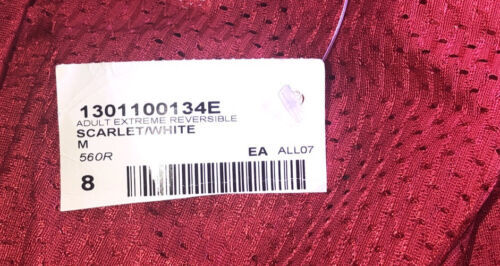 1301100134E
ADULT EXTREME REVERSIBLE
SCARLET/WHITE
M
560R EA ALL07
8